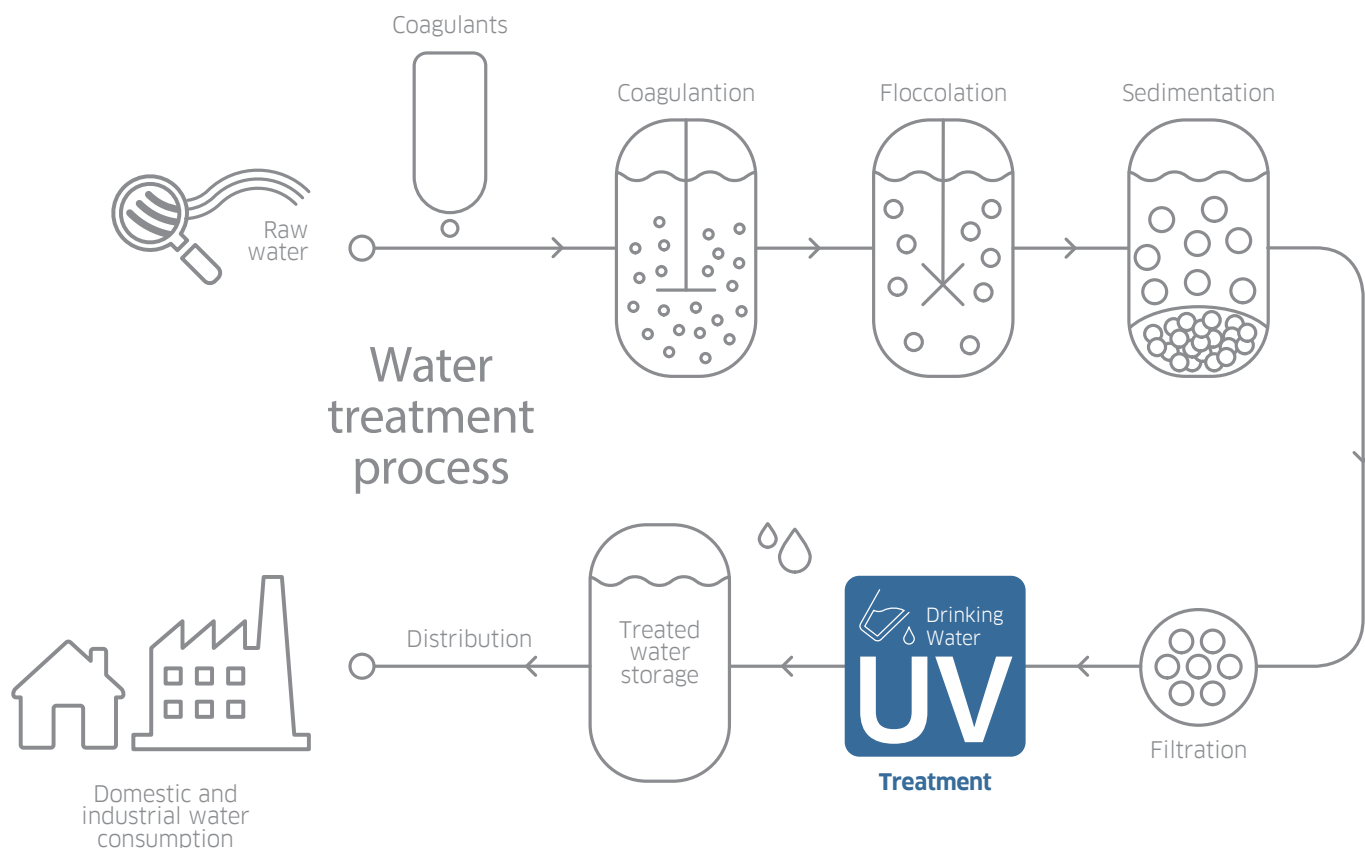 Coagulants
Coagulantion
Floccolation
Sedimentation
Raw
water
Water
treatment
process
Drinking
Water
UV
Treatment
Filtration
Treated
water
storage
Distribution
Domestic and
industrial water
consumption